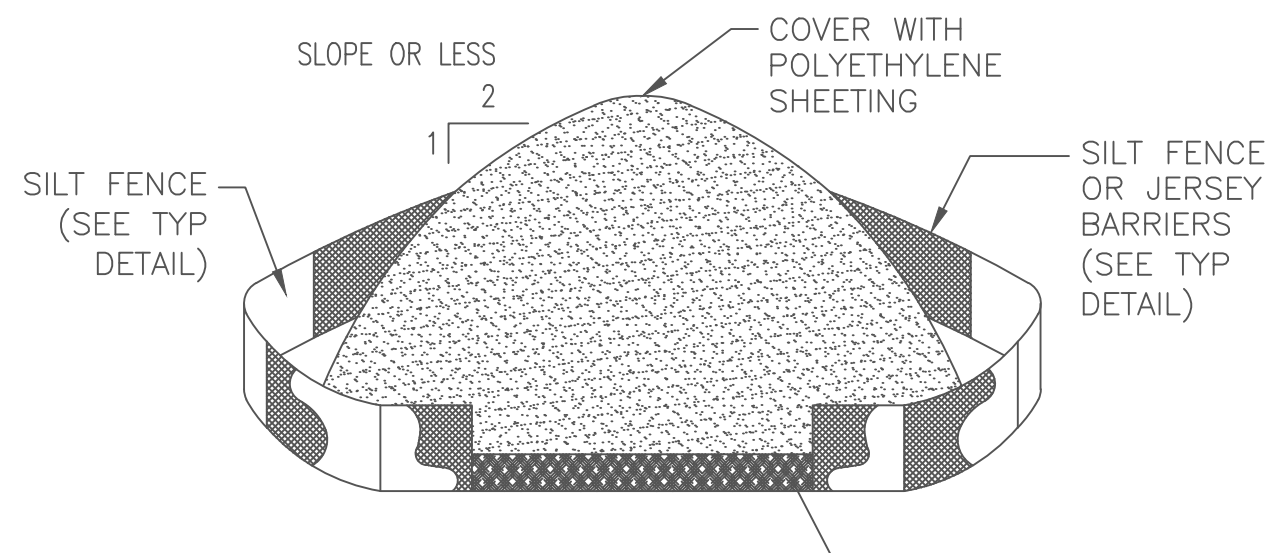 SLOPE OR LESS
2
1
COVER WITH
POLYETHYLENE
SHEETING
SILT FENCE
(SEE TYP
DETAIL)
SILT FENCE
OR JERSEY
BARRIERS
(SEE TYP
DETAIL)